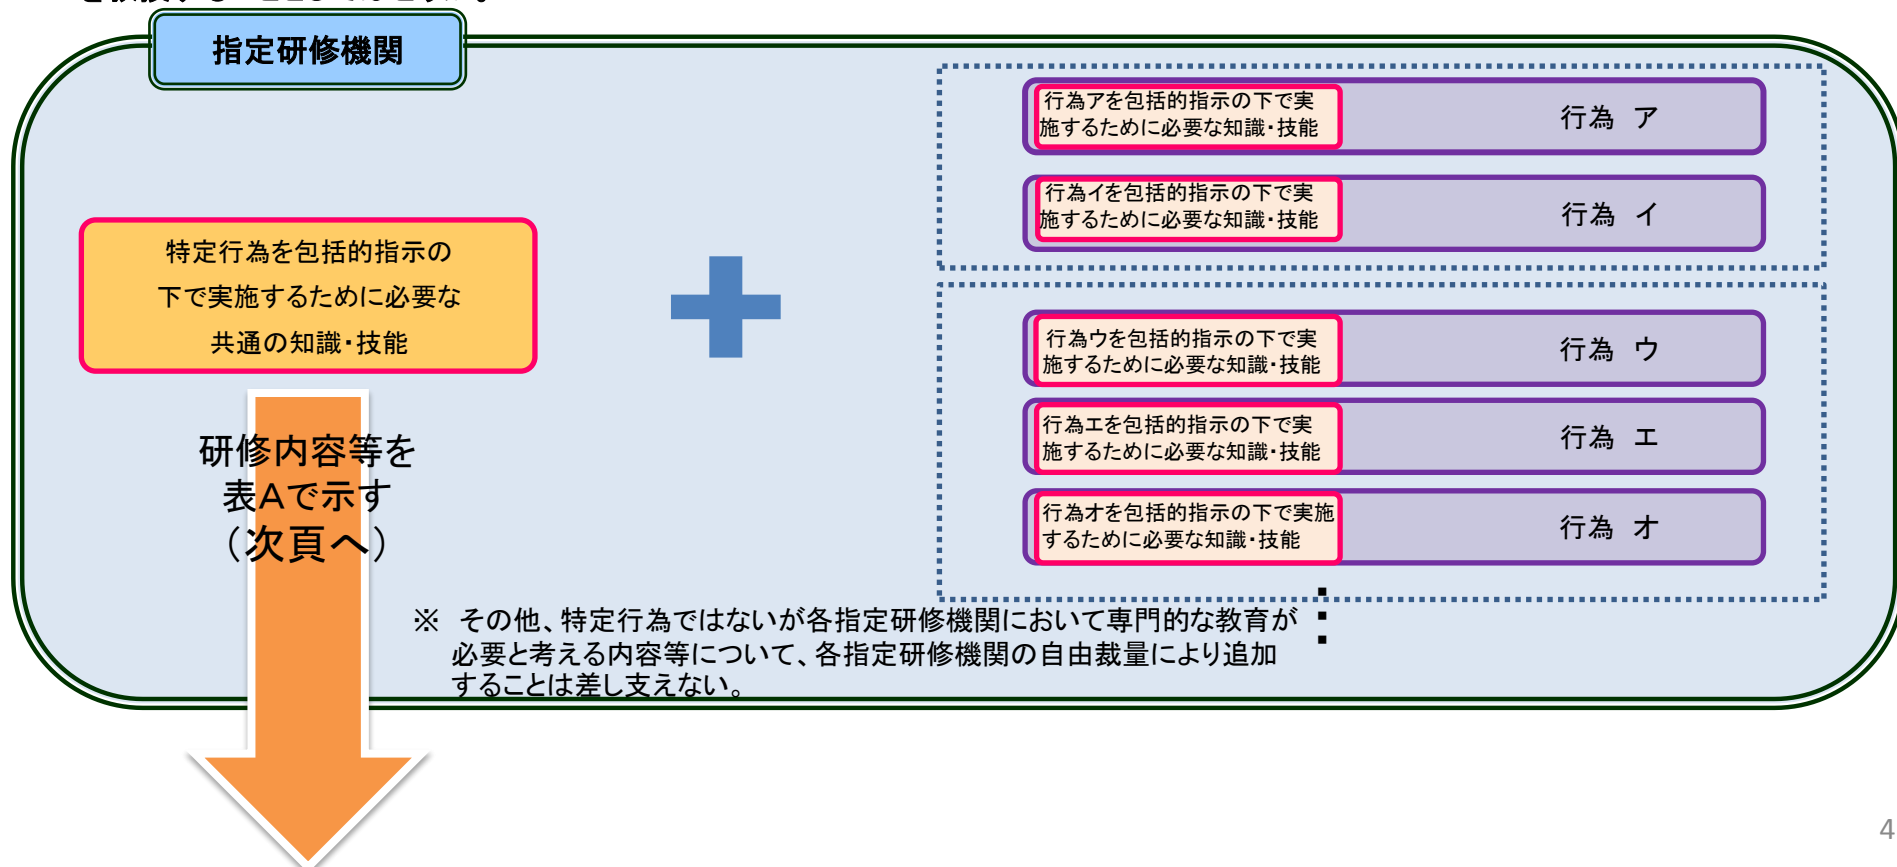 指定研修機関
行為アを包括的指示の下で実
施するために必要な知識・技能
行為　ア
行為イを包括的指示の下で実
施するために必要な知識・技能
行為　イ
特定行為を包括的指示の
下で実施するために必要な
共通の知識・技能
行為ウを包括的指示の下で実
施するために必要な知識・技能
行為　ウ
行為エを包括的指示の下で実
施するために必要な知識・技能
行為　エ
行為オを包括的指示の下で実施
するために必要な知識・技能
行為　オ
研修内容等を
表Aで示す
（次頁へ）
※　その他、特定行為ではないが各指定研修機関において専門的な教育が
必要と考える内容等について、各指定研修機関の自由裁量により追加
することは差し支えない。
4